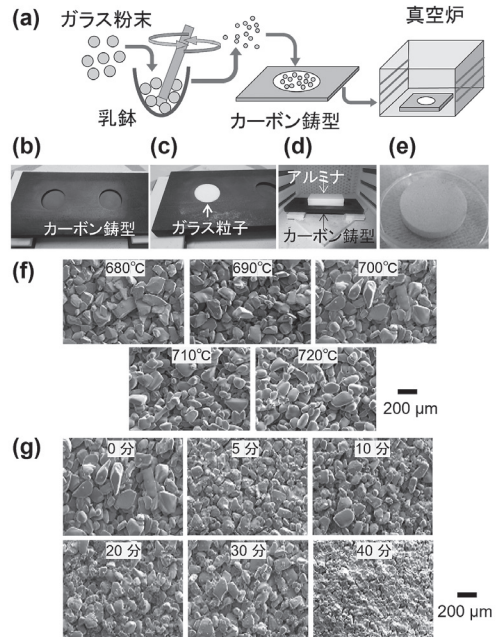 (a)
ガラス粉末
乳鉢
カーボン鋳型
真空炉
(b)
カーボン鋳型
(c)
ガラス粒子
(d)
アルミナ
カーボン鋳型
(e)
(f)
680℃
690℃
700℃
710℃
720℃
200 μm
(g)
0 分
5 分
10 分
20 分
30 分
40 分
200 μm